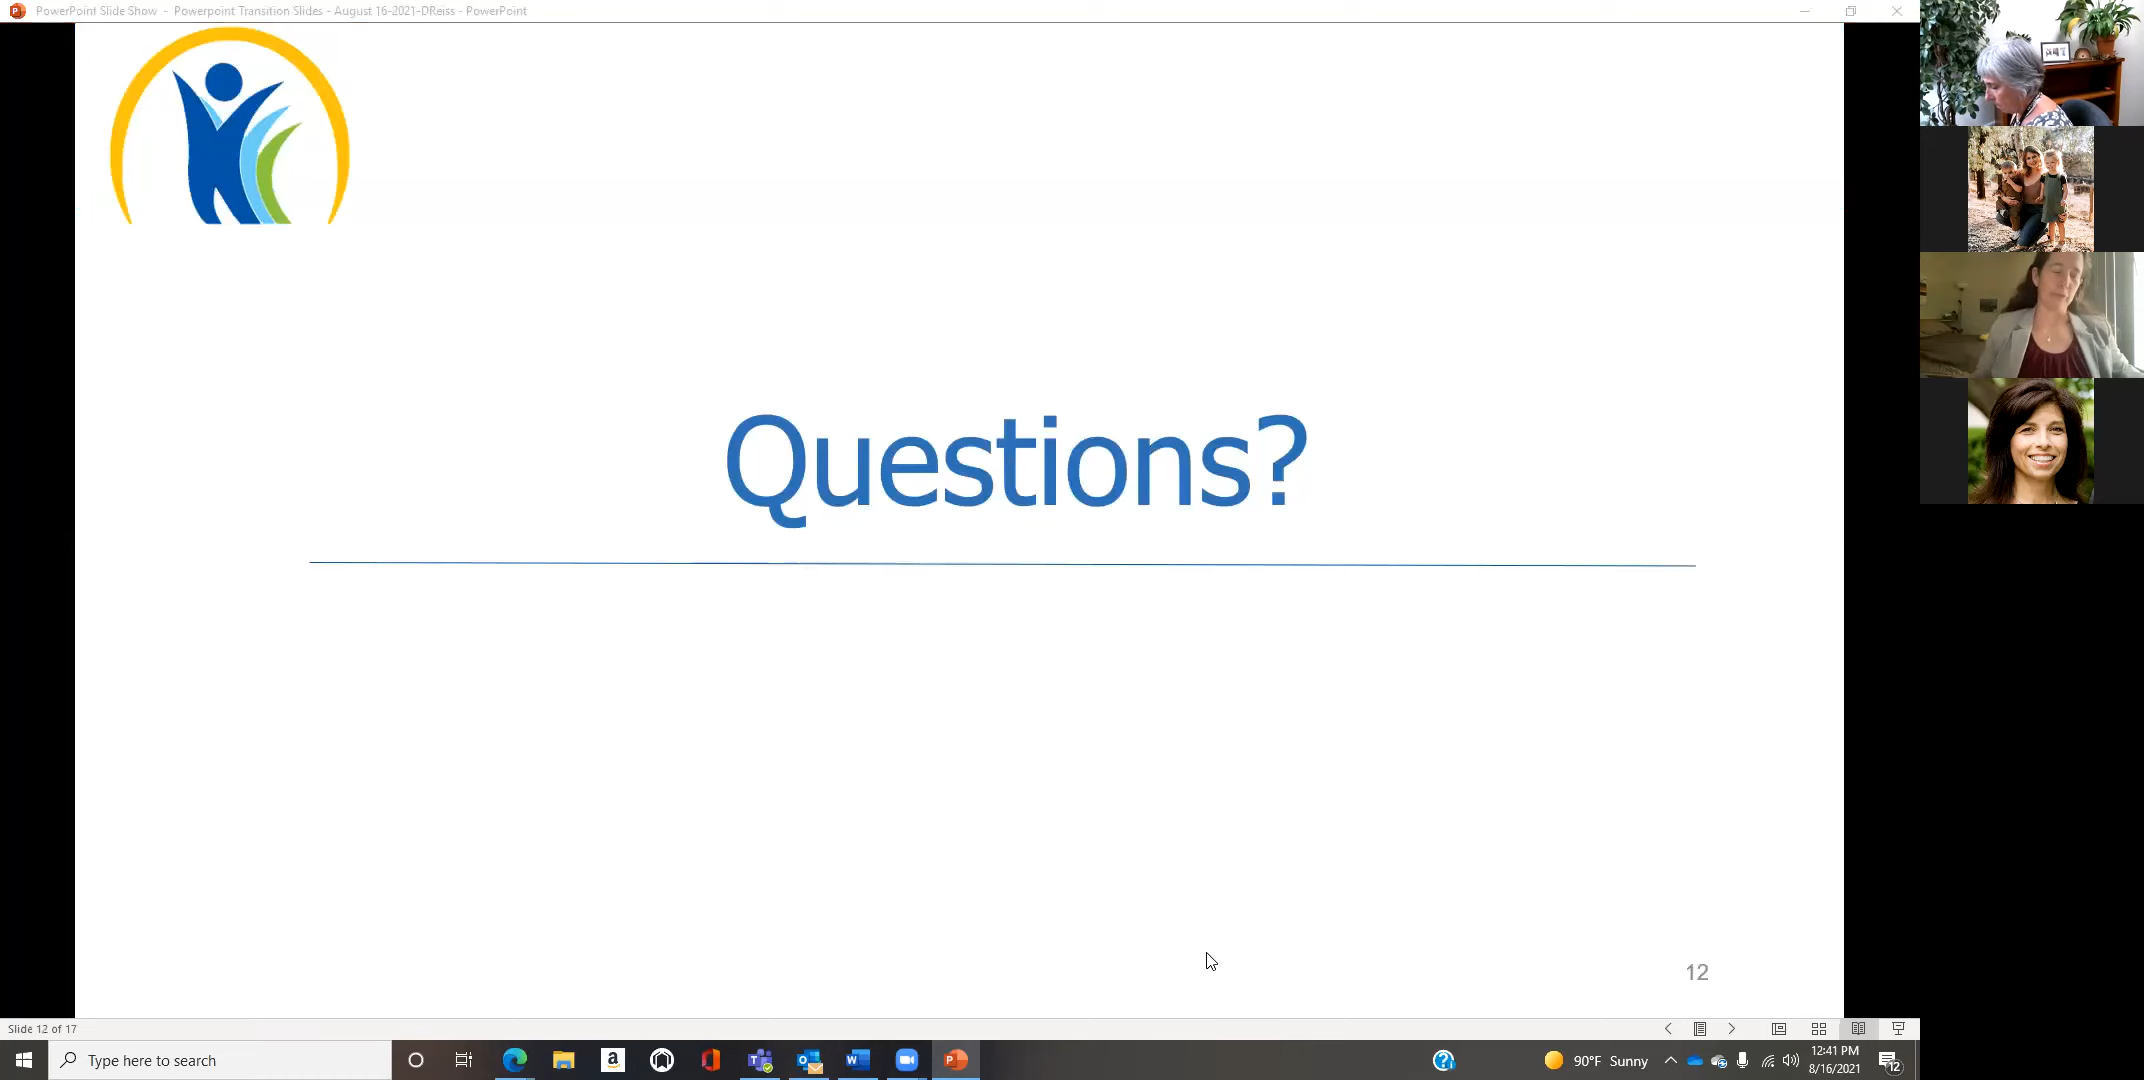 PowerPoint Slide Show - Powerpoint Transition Slides - August 16-2021-DReiss - PowerPoint
Questions?
12
Slide 12 of 17
Type here to search
90°F Sunny
12:41 PM
8/16/2021
12